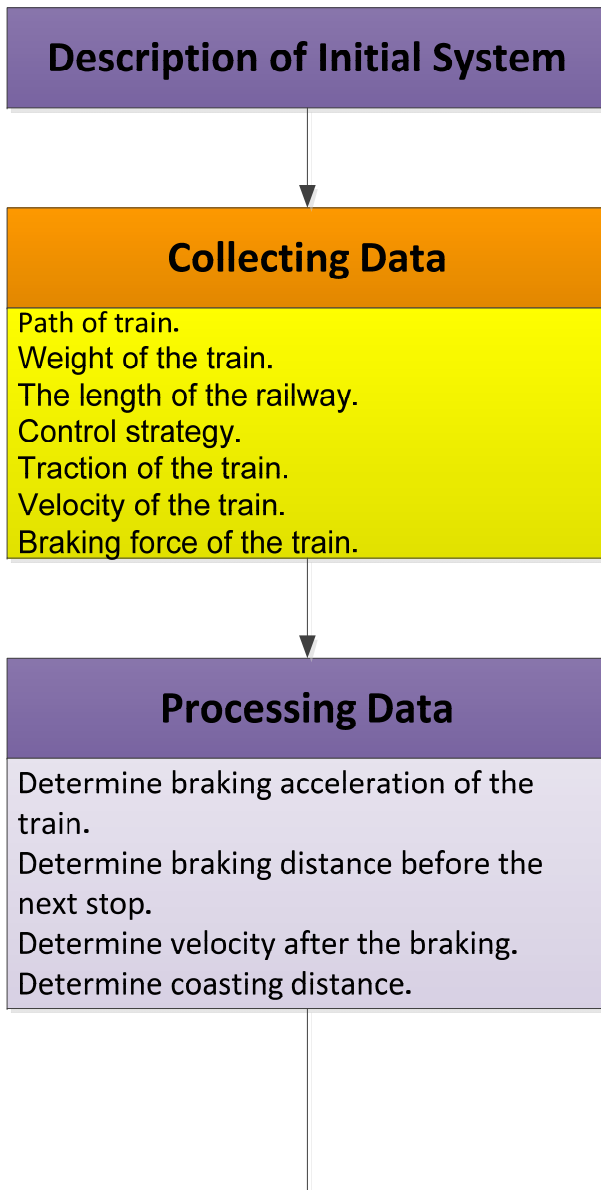 Description of Initial System
Collecting Data
Path of train.
Weight of the train.
The length of the railway.
Control strategy.
Traction of the train.
Velocity of the train.
Braking force of the train.
Processing Data
Determine braking acceleration of the
train.
Determine braking distance before the
next stop.
Determine velocity after the braking.
Determine coasting distance.